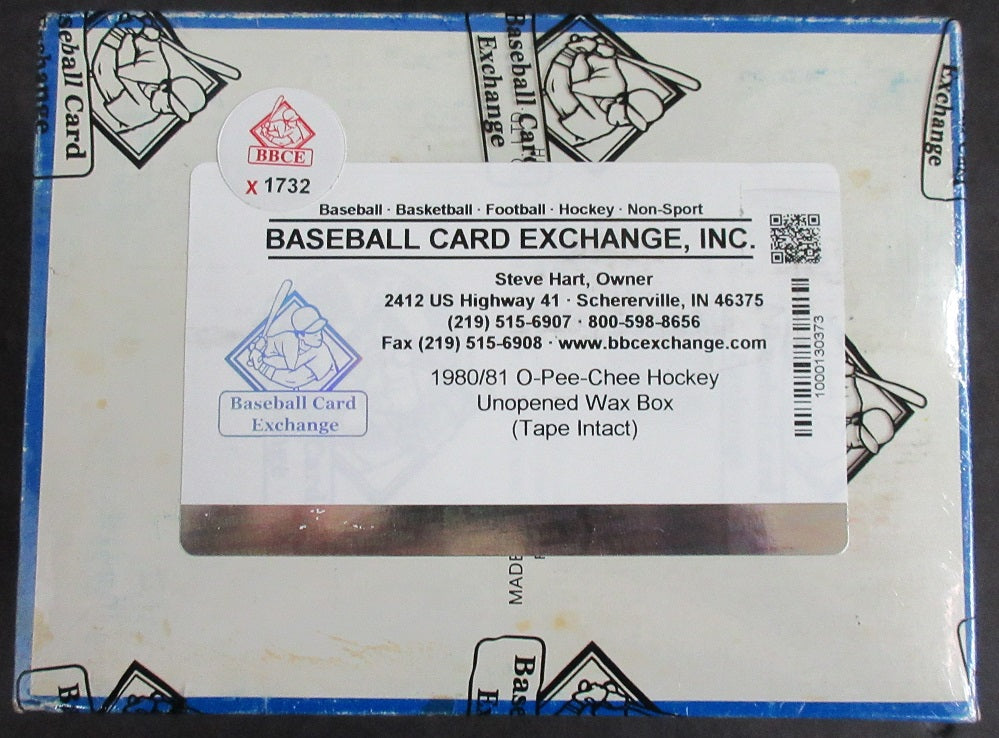 Baseball Card
Exchange
Baseball Card
Exchange
Exchange
BBCE
X 1732
Baseball · Basketball · Football · Hockey · Non-Sport
BASEBALL CARD EXCHANGE, INC.
Steve Hart, Owner
2412 US Highway 41 · Schererville, IN 46375
(219) 515-6907 · 800-598-8656
Fax (219) 515-6908 · www.bbcexchange.com
1980/81 O-Pee-Chee Hockey
Unopened Wax Box
(Tape Intact)
Baseball Card
Exchange
1000130373
MADE
Ba
Base
Ex